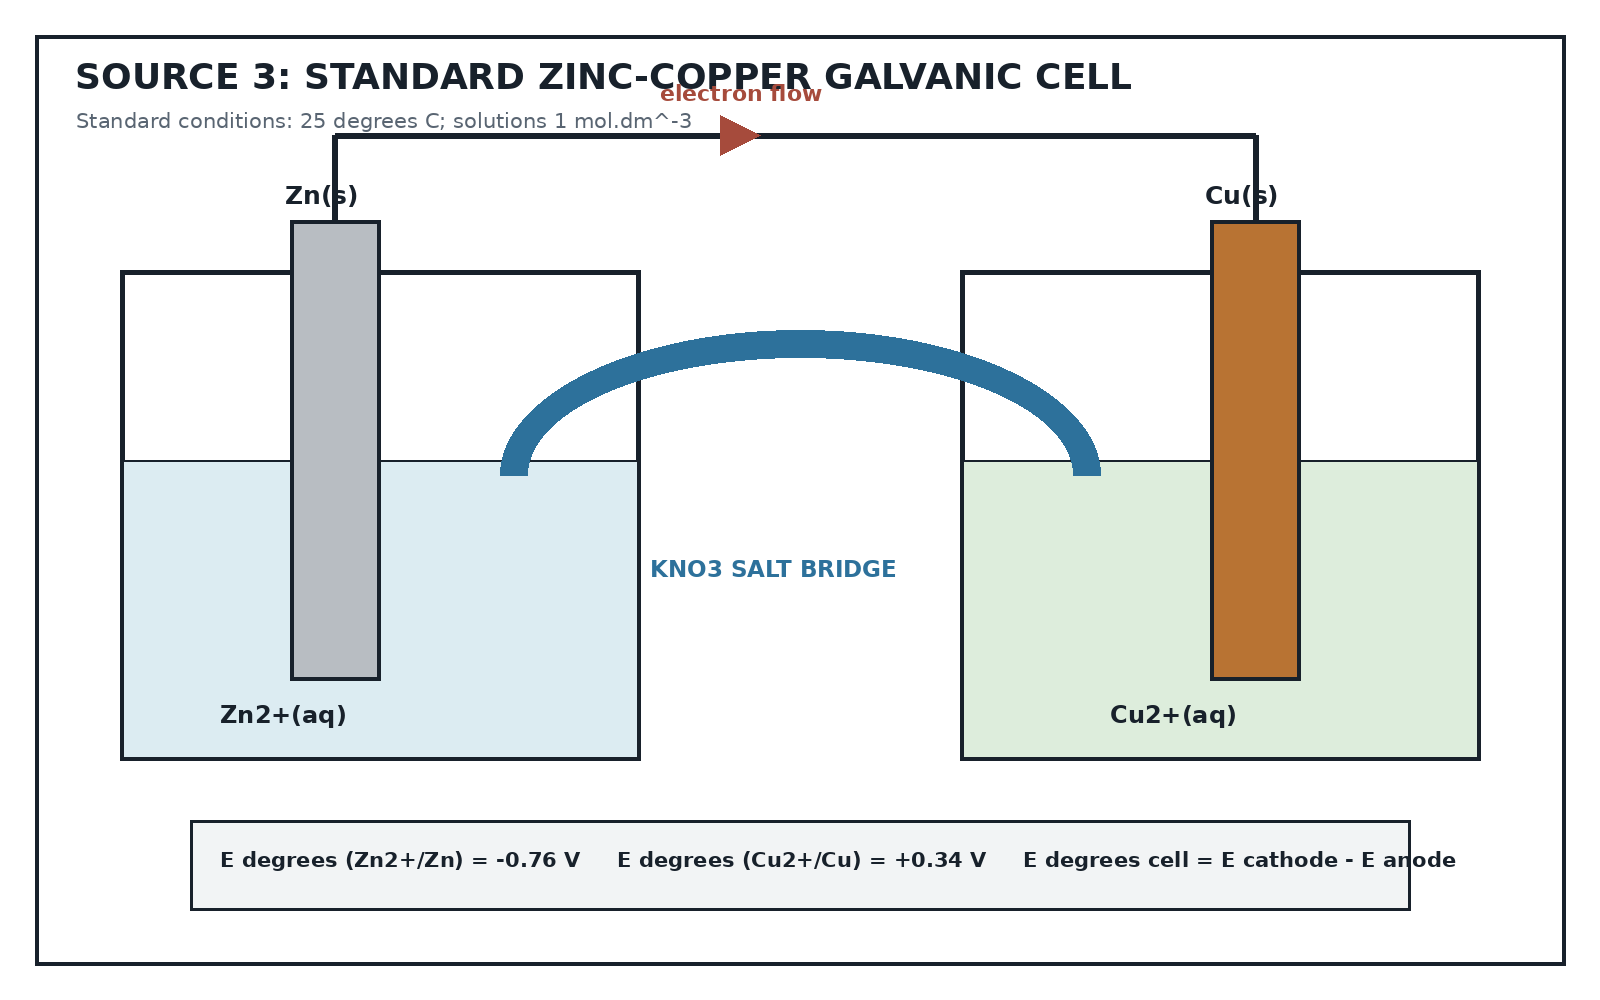 SOURCE 3: STANDARD ZINC-COPPER GALVANIC CELL
electron flow
Standard conditions: 25 degrees C; solutions 1 mol.dm^-3
Zn(s)
Cu(s)
KNO3 SALT BRIDGE
Zn2+(aq)
Cu2+(aq)
E degrees (Zn2+/Zn) = -0.76 V E degrees (Cu2+/Cu) = +0.34 V E degrees cell = E cathode - E anode